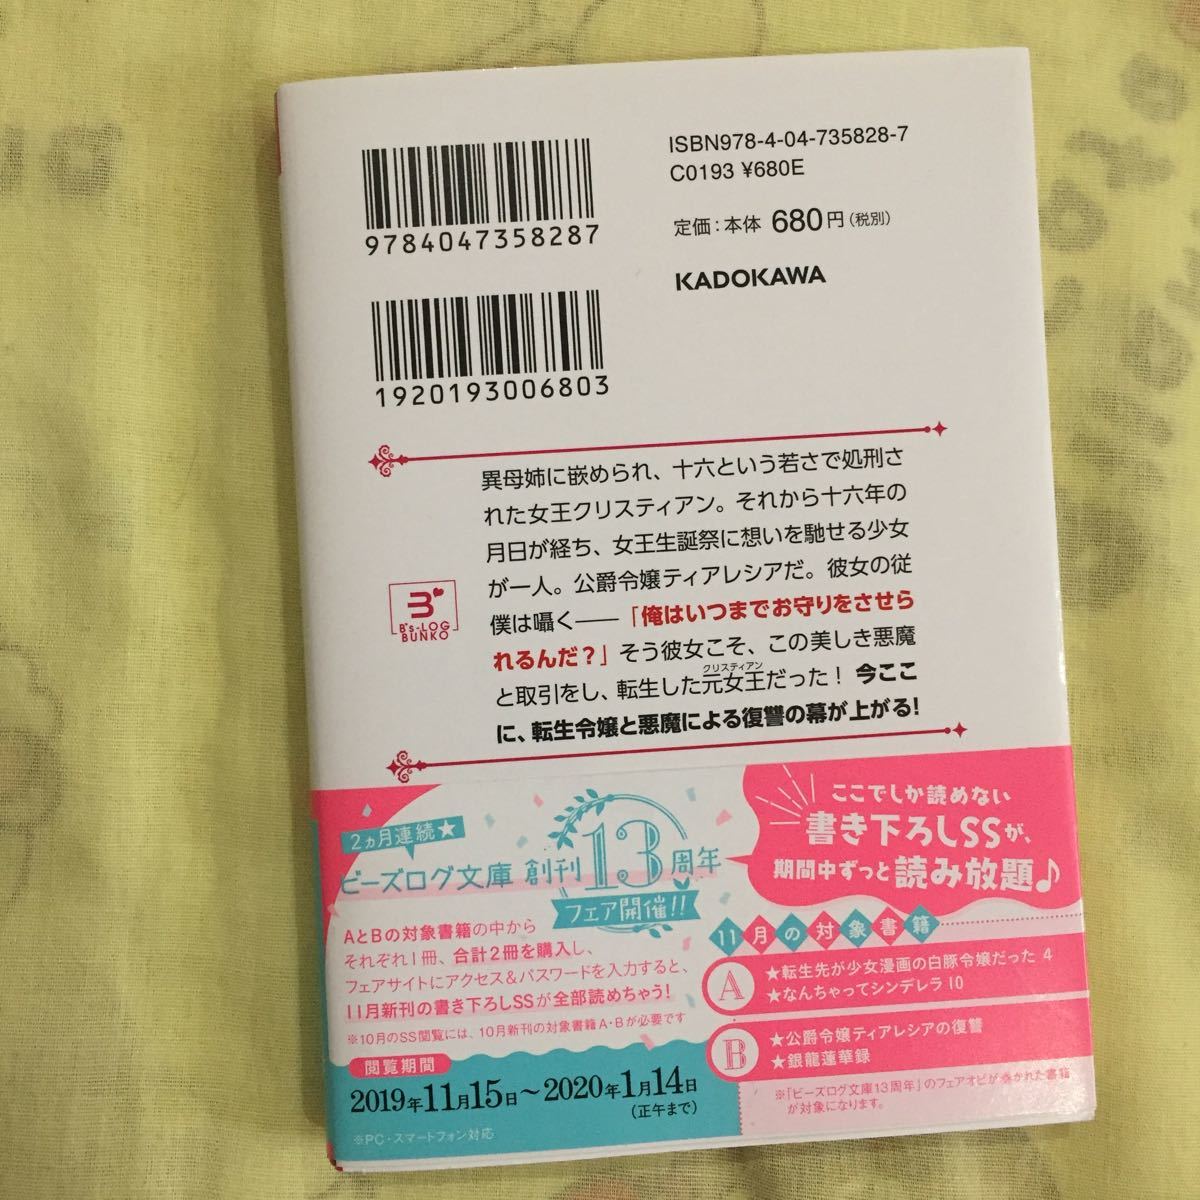 ISBN978-4-04-735828-7
C0193 ¥680E
9784047358287
定価：本体 680円（税別）
KADOKAWA
1920193006803
異母姉に嵌められ、十六という若さで処刑さ
れた女王クリスティアン。それから十六年の
月日が経ち、女王生誕祭に想いを馳せる少女
が一人。公爵令嬢ティアレシアだ。彼女の従
僕は囁く――「俺はいつまでお守りをさせら
れるんだ？」そう彼女こそ、この美しき悪魔
クリスティアン
と取引をし、転生した元女王だった！ 今ここ
に、転生令嬢と悪魔による復讐の幕が上がる！
B
B's-LOG
BUNKO
2ヵ月連続★
ビーズログ文庫 創刊13周年
フェア開催!!
AとBの対象書籍の中から
それぞれ1冊、合計2冊を購入し、
フェアサイトにアクセス＆パスワードを入力すると、
11月新刊の書き下ろしSSが全部読めちゃう！
※10月のSS閲覧には、10月新刊の対象書籍A・Bが必要です
閲覧期間
2019年11月15日～2020年1月14日
（正午まで）
※PC・スマートフォン対応
ここでしか読めない
書き下ろしSSが、
期間中ずっと読み放題♪
11月の対象書籍
A
★転生先が少女漫画の白豚令嬢だった 4
★なんちゃってシンデレラ 10
B
★公爵令嬢ティアレシアの復讐
★銀龍蓮華録
※「ビーズログ文庫13周年」のフェアオビが巻かれた書籍
が対象になります。